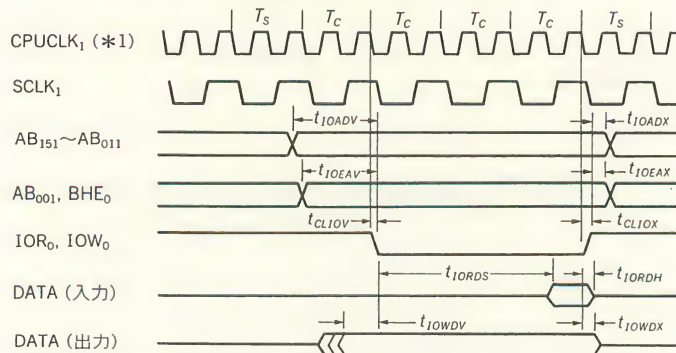 T_S T_C T_C T_C T_C T_S
CPUCLK₁ (*1)
SCLK₁
t_IOADV t_IOADX
AB₁₅₁~AB₀₁₁
t_IOEAV t_IOEAX
AB₀₀₁, BHE₀
t_CLIOV t_CLIOX
IOR₀, IOW₀
t_IORDS t_IORDH
DATA (入力)
t_IOWDV t_IOWDX
DATA (出力)